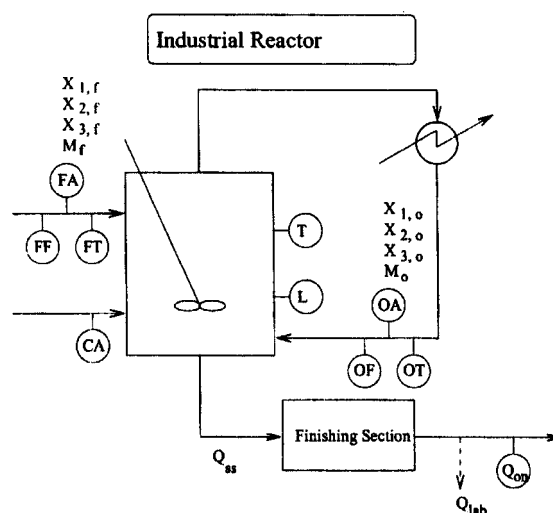 Industrial Reactor
X 1, f
X 2, f
X 3, f
M f
FA
FF
FT
CA
T
L
X 1, o
X 2, o
X 3, o
M o
OA
OF
OT
Q ss
Finishing Section
Q on
Q lab